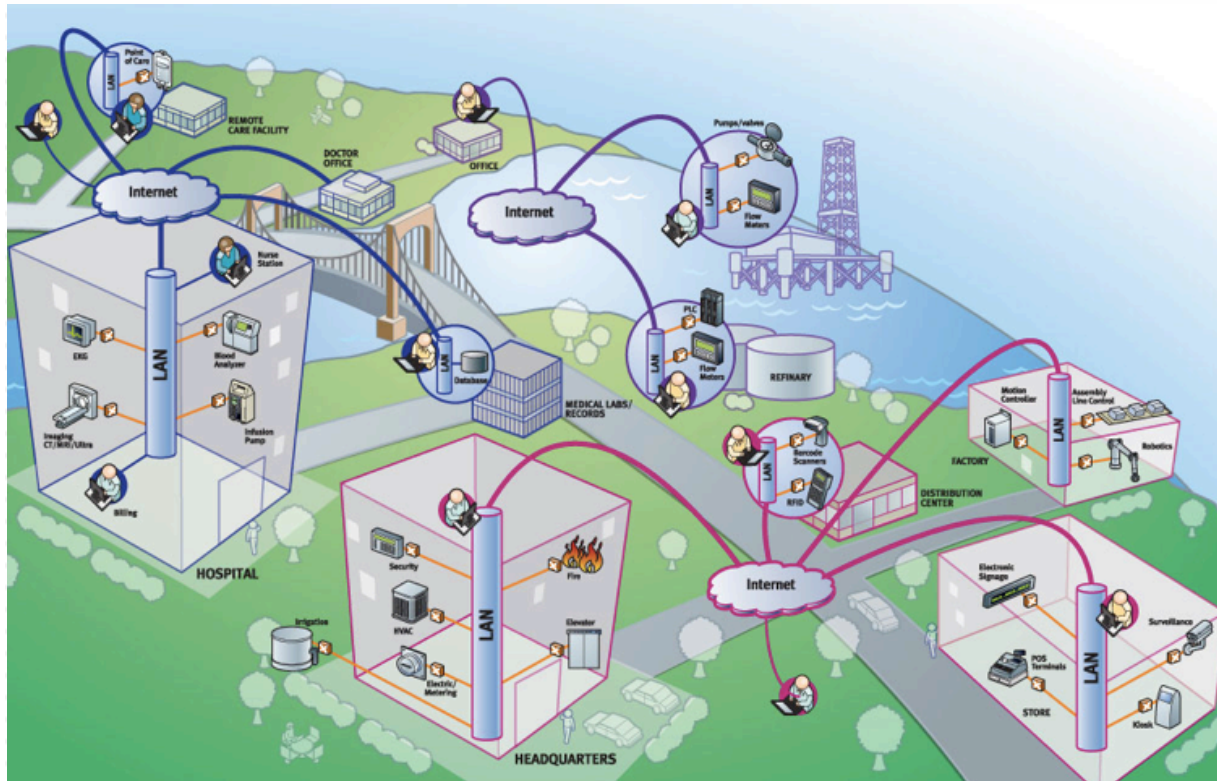 Point
of Care
LAN
REMOTE
CARE FACILITY
DOCTOR
OFFICE
OFFICE
Internet
Internet
Pumps/valves
LAN
Flow
Meters
Nurse
Station
LAN
EKG
Blood
Analyzer
Imaging
CT/MRI/Ultra
Infusion
Pump
Billing
HOSPITAL
LAN
Database
MEDICAL LABS/
RECORDS
PLC
LAN
Flow
Meters
REFINARY
Motion
Controller
LAN
Assembly
Line Control
Robotics
FACTORY
LAN
Barcode
Scanners
RFID
DISTRIBUTION
CENTER
Security
Fire
LAN
HVAC
Elevator
Irrigation
Electric/
Metering
HEADQUARTERS
Internet
Electronic
Signage
LAN
Surveillance
POS
Terminals
STORE
Kiosk